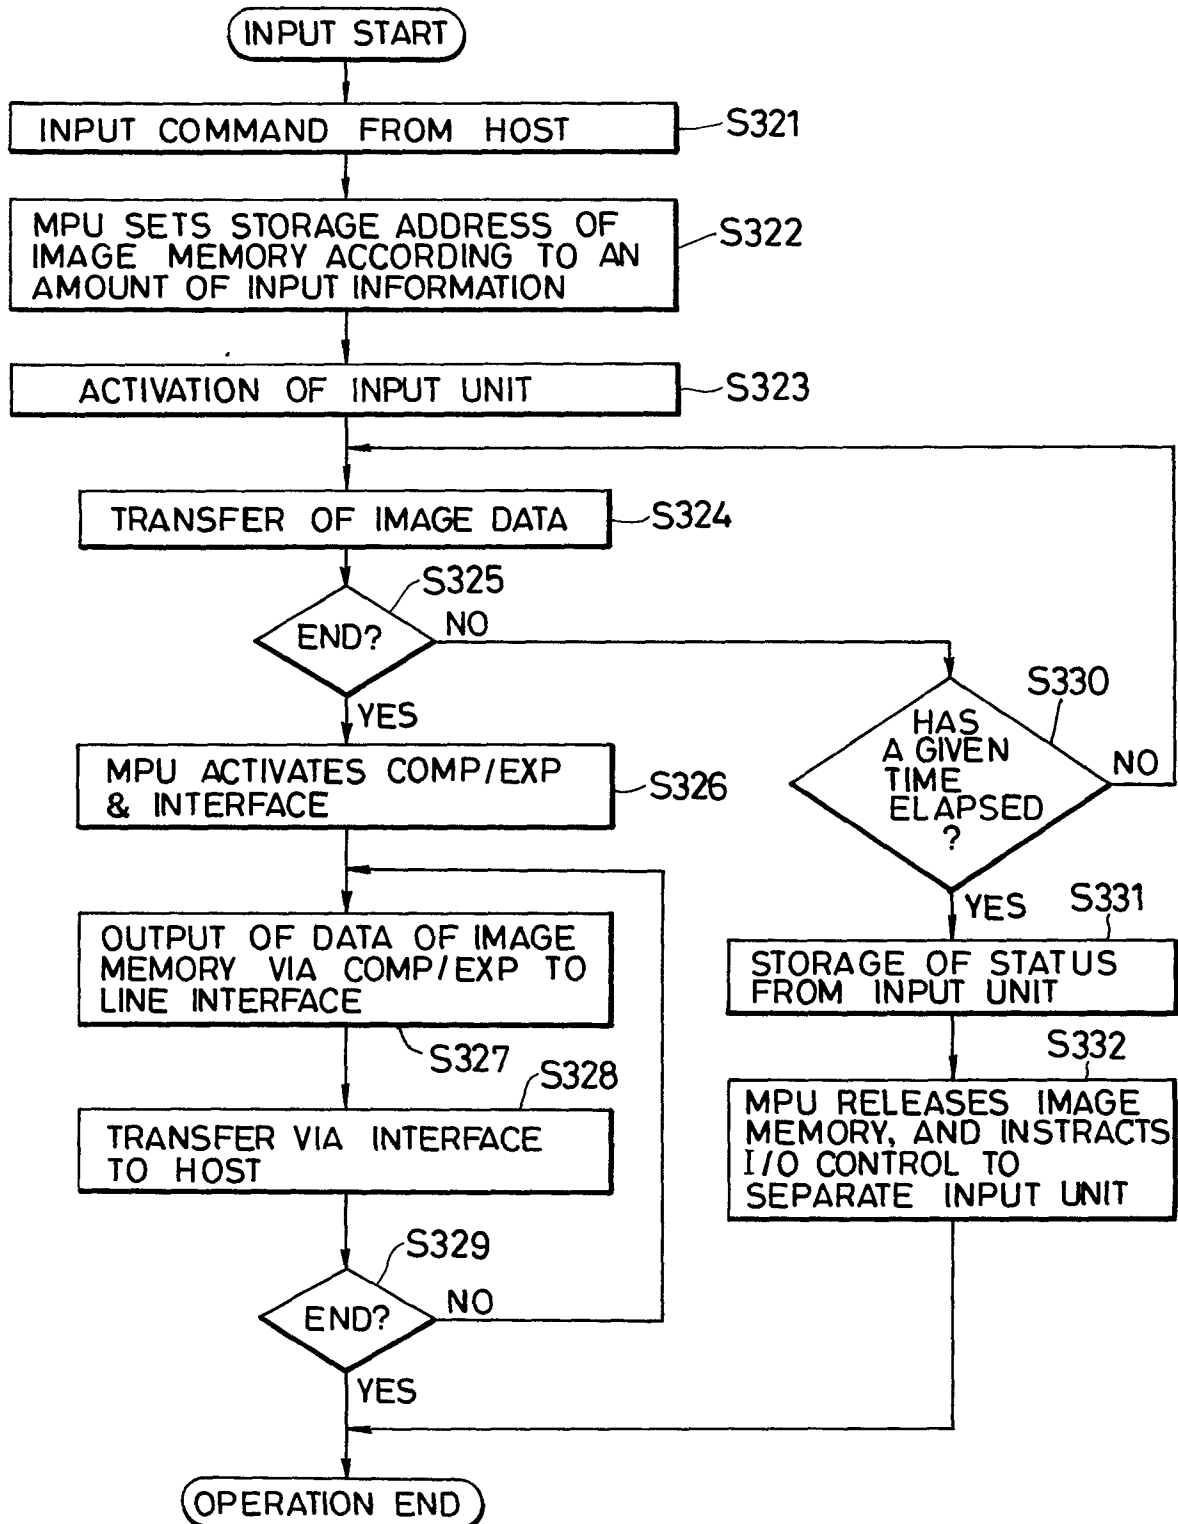 INPUT START
INPUT COMMAND FROM HOST
S321
MPU SETS STORAGE ADDRESS OF
IMAGE MEMORY ACCORDING TO AN
AMOUNT OF INPUT INFORMATION
S322
ACTIVATION OF INPUT UNIT
S323
TRANSFER OF IMAGE DATA
S324
S325
END?
NO
YES
S330
HAS
A GIVEN
TIME
ELAPSED
?
NO
YES
MPU ACTIVATES COMP/EXP
& INTERFACE
S326
OUTPUT OF DATA OF IMAGE
MEMORY VIA COMP/EXP TO
LINE INTERFACE
S327
S331
STORAGE OF STATUS
FROM INPUT UNIT
S328
TRANSFER VIA INTERFACE
TO HOST
S332
MPU RELEASES IMAGE
MEMORY, AND INSTRACTS
I/O CONTROL TO
SEPARATE INPUT UNIT
S329
END?
NO
YES
OPERATION END